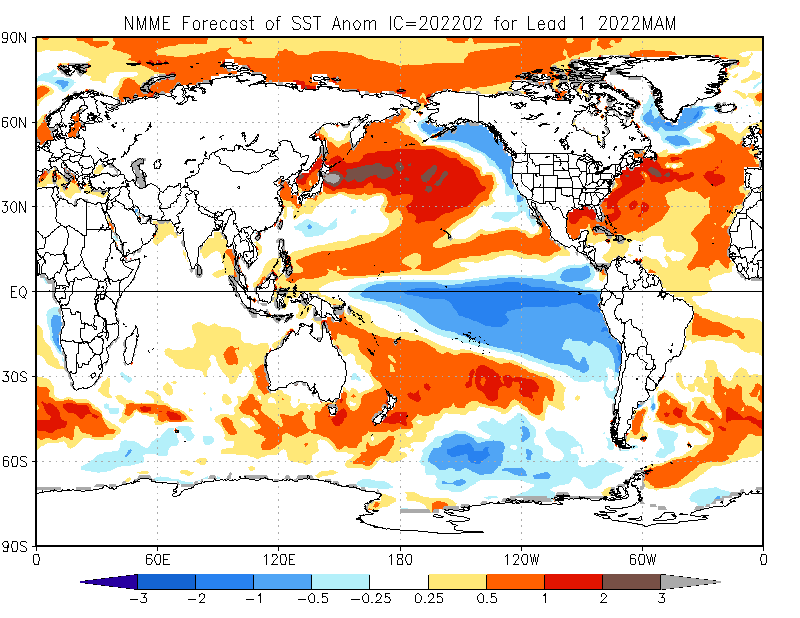 NMME Forecast of SST Anom IC=202202 for Lead 1 2022MAM
90N
60N
30N
EQ
30S
60S
90S
0 60E 120E 180 120W 60W 0
-3 -2 -1 -0.5 -0.25 0.25 0.5 1 2 3